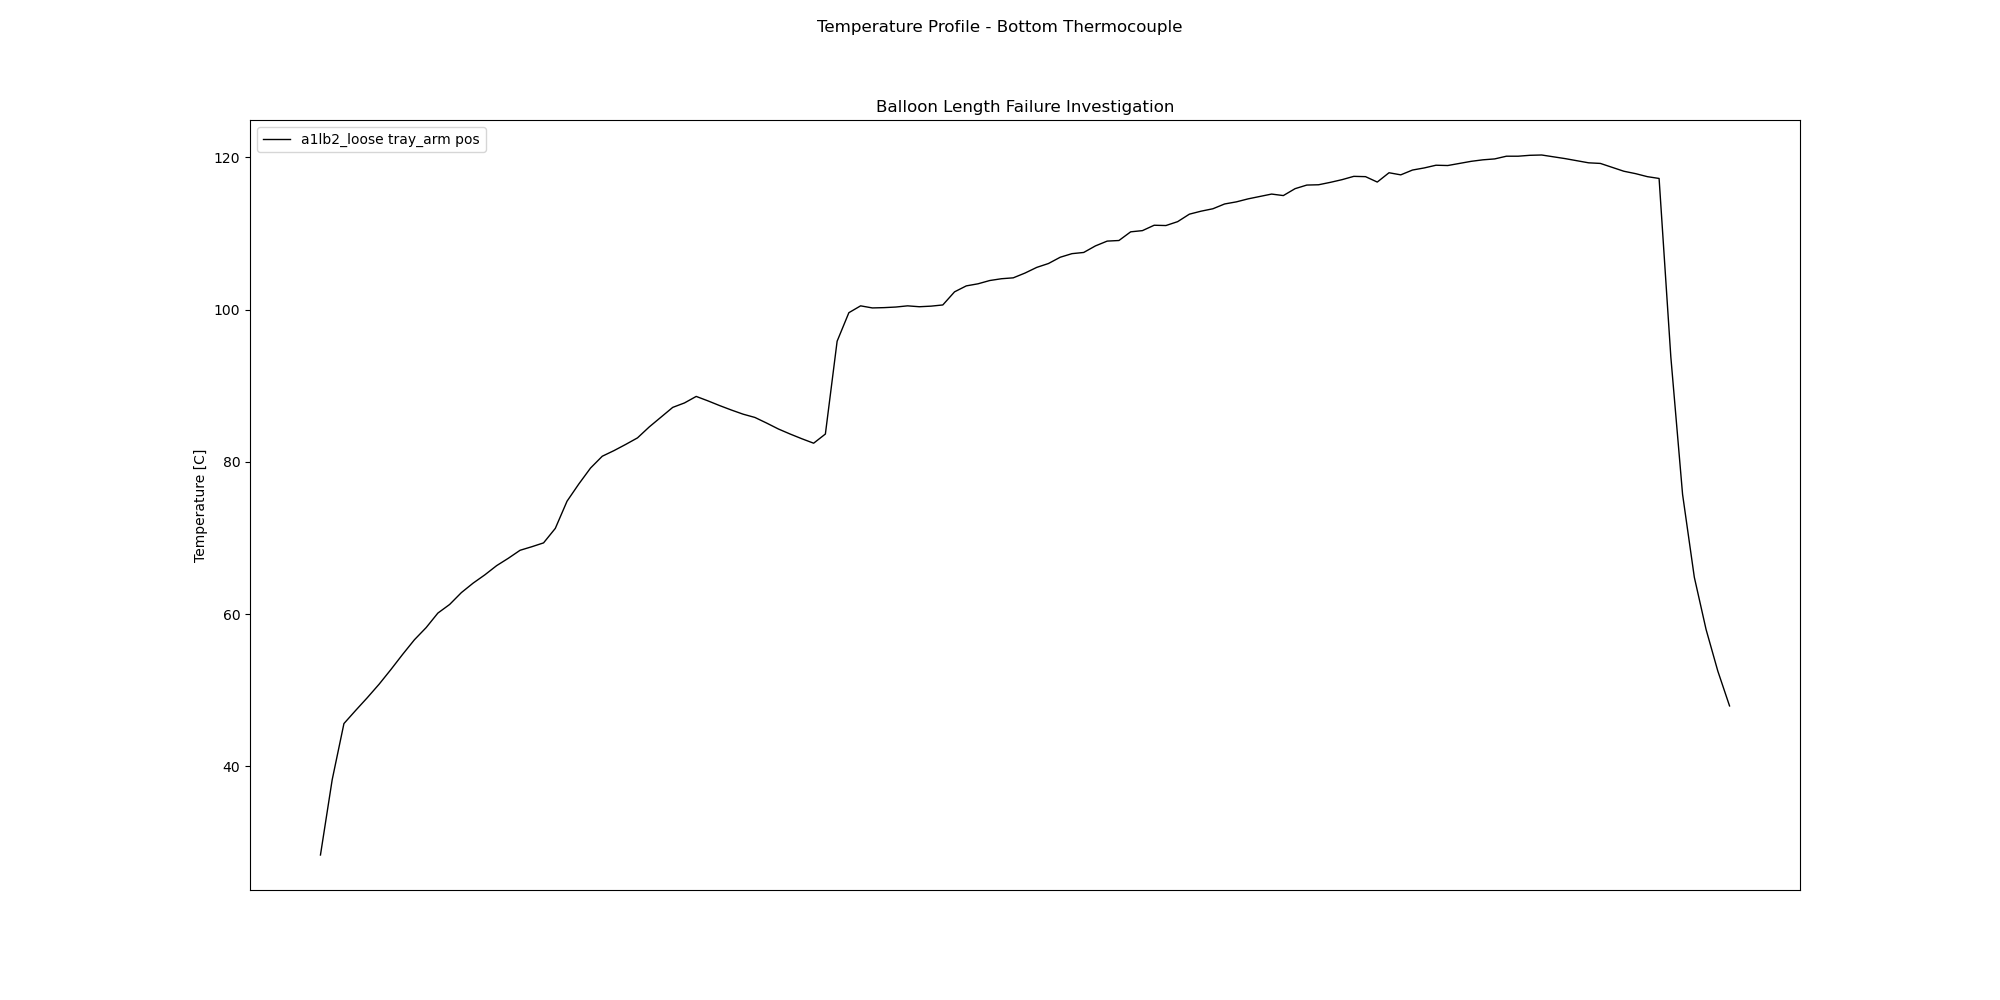 Temperature Profile - Bottom Thermocouple
Balloon Length Failure Investigation
a1lb2_loose tray_arm pos
Temperature [C]
120
100
80
60
40